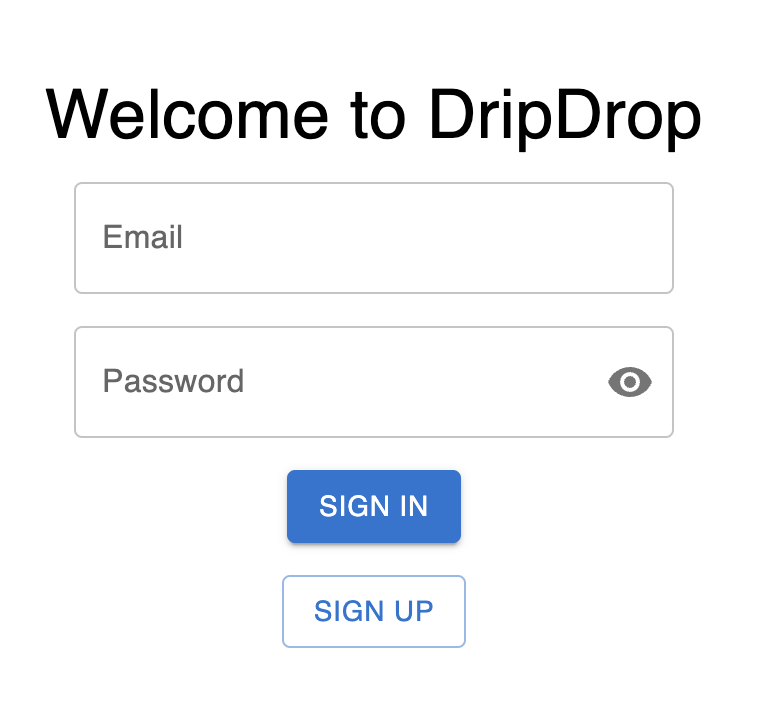 Welcome to DripDrop
Email
Password
SIGN IN
SIGN UP